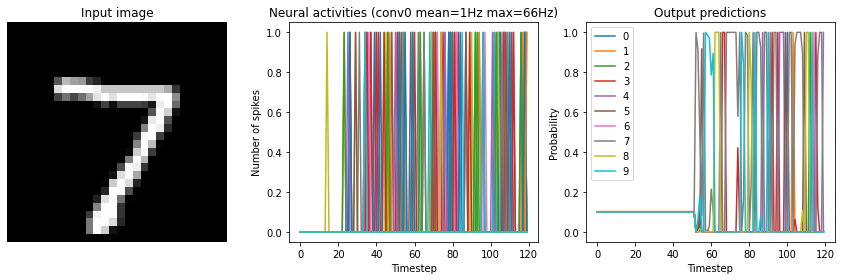 Input image
7
Neural activities (conv0 mean=1Hz max=66Hz)
Number of spikes
1.0
0.8
0.6
0.4
0.2
0.0
0 20 40 60 80 100 120
Timestep
Output predictions
Probability
1.0
0.8
0.6
0.4
0.2
0.0
0
1
2
3
4
5
6
7
8
9
0 20 40 60 80 100 120
Timestep